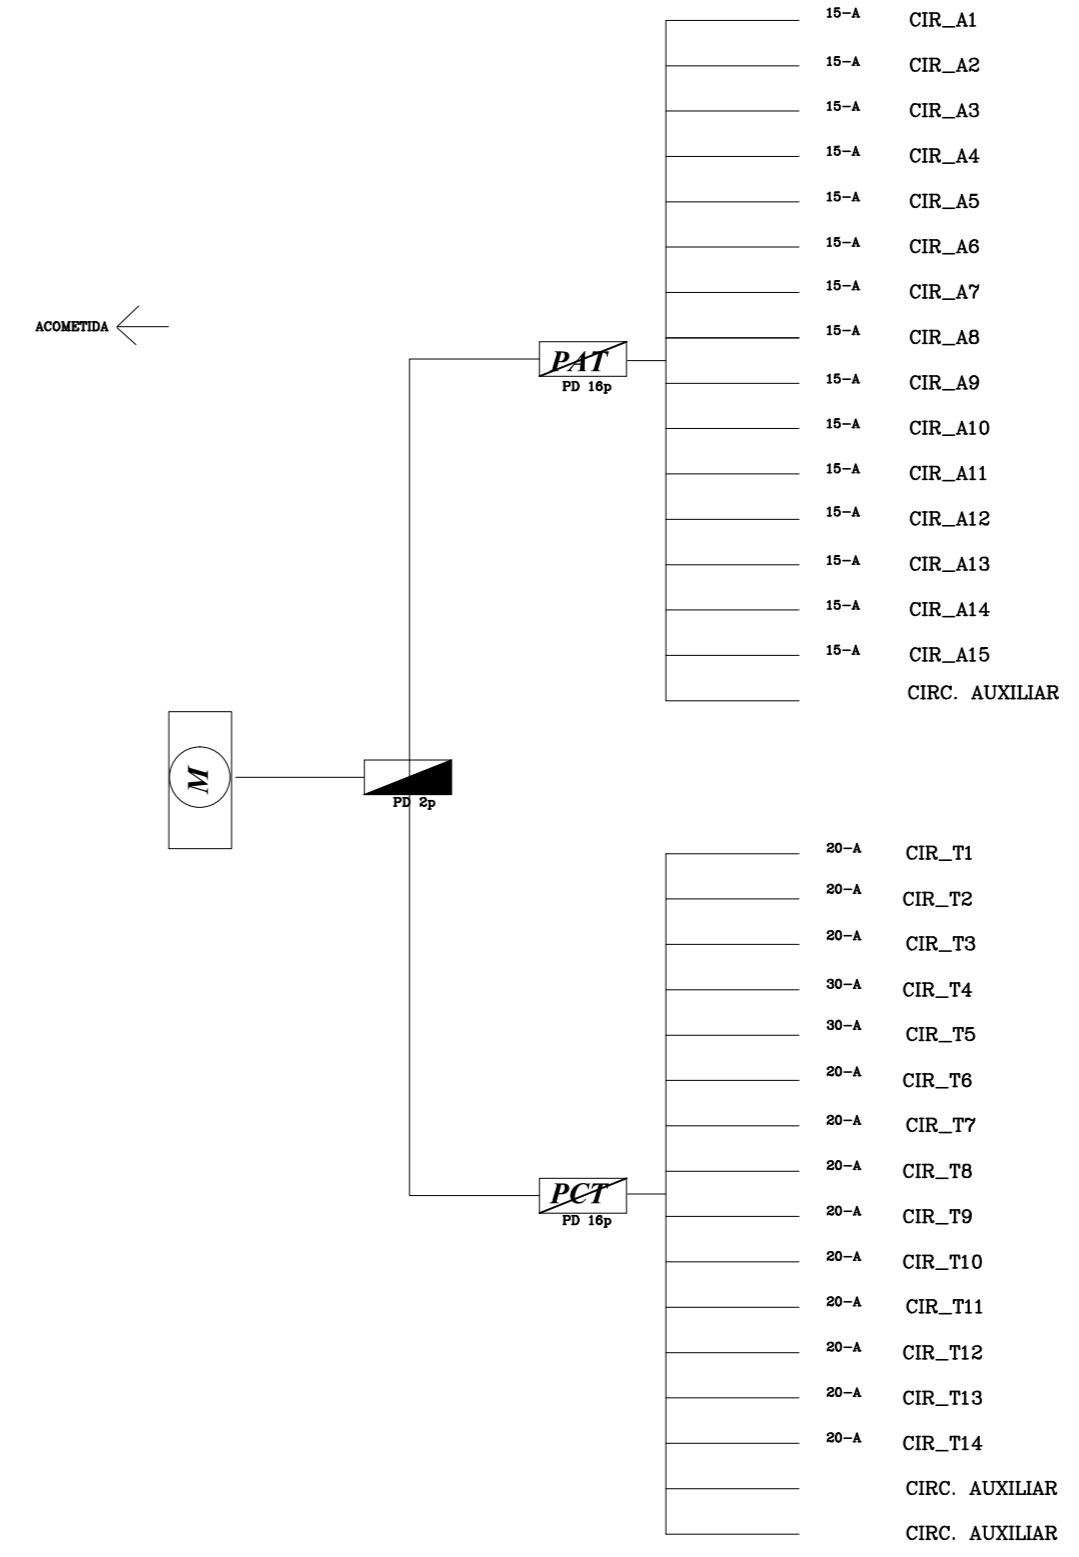 15-A CIR_A1
15-A CIR_A2
15-A CIR_A3
15-A CIR_A4
15-A CIR_A5
15-A CIR_A6
15-A CIR_A7
ACOMETIDA
15-A CIR_A8
PAT
PD 16p
15-A CIR_A9
15-A CIR_A10
15-A CIR_A11
15-A CIR_A12
15-A CIR_A13
15-A CIR_A14
15-A CIR_A15
CIRC. AUXILIAR
M
PD 2p
20-A CIR_T1
20-A CIR_T2
20-A CIR_T3
30-A CIR_T4
30-A CIR_T5
20-A CIR_T6
20-A CIR_T7
20-A CIR_T8
PCT
PD 16p
20-A CIR_T9
20-A CIR_T10
20-A CIR_T11
20-A CIR_T12
20-A CIR_T13
20-A CIR_T14
CIRC. AUXILIAR
CIRC. AUXILIAR